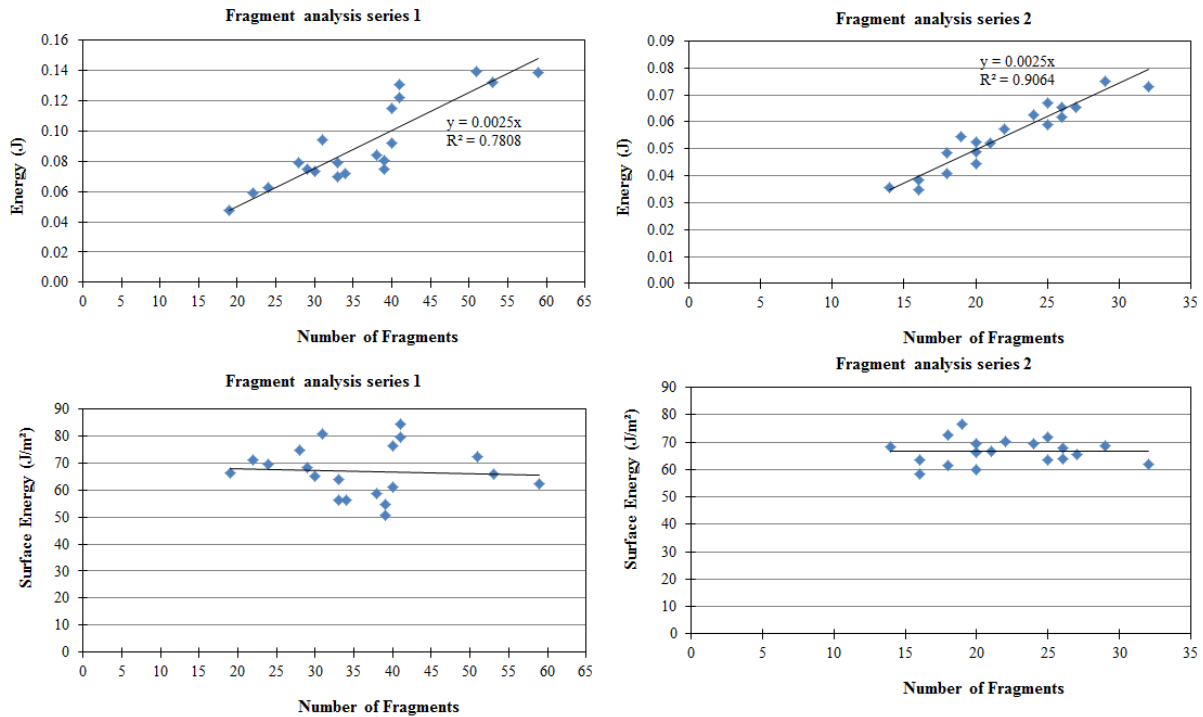 Fragment analysis series 1
0.16
0.14
0.12
0.10
0.08
0.06
0.04
0.02
0.00
Energy (J)
y = 0.0025x
R² = 0.7808
0 5 10 15 20 25 30 35 40 45 50 55 60 65
Number of Fragments
Fragment analysis series 2
0.09
0.08
0.07
0.06
0.05
0.04
0.03
0.02
0.01
0.00
Energy (J)
y = 0.0025x
R² = 0.9064
0 5 10 15 20 25 30 35
Number of Fragments
Fragment analysis series 1
90
80
70
60
50
40
30
20
10
0
Surface Energy (J/m²)
0 5 10 15 20 25 30 35 40 45 50 55 60 65
Number of Fragments
Fragment analysis series 2
90
80
70
60
50
40
30
20
10
0
Surface Energy (J/m²)
0 5 10 15 20 25 30 35
Number of Fragments